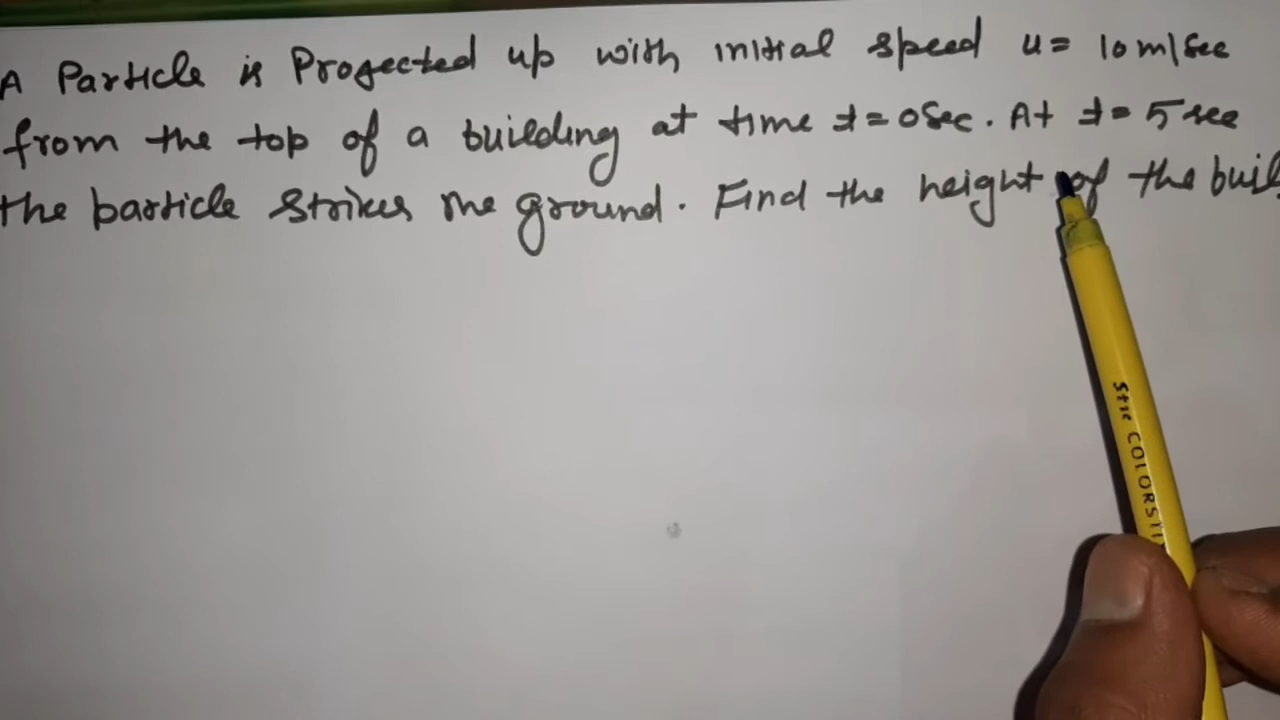 A Particle is Projected up with initial speed u = 10 m/sec
from the top of a building at time t = 0 sec. At t = 5 sec
the particle strikes the ground. Find the height of the buil
Stic COLORSTI